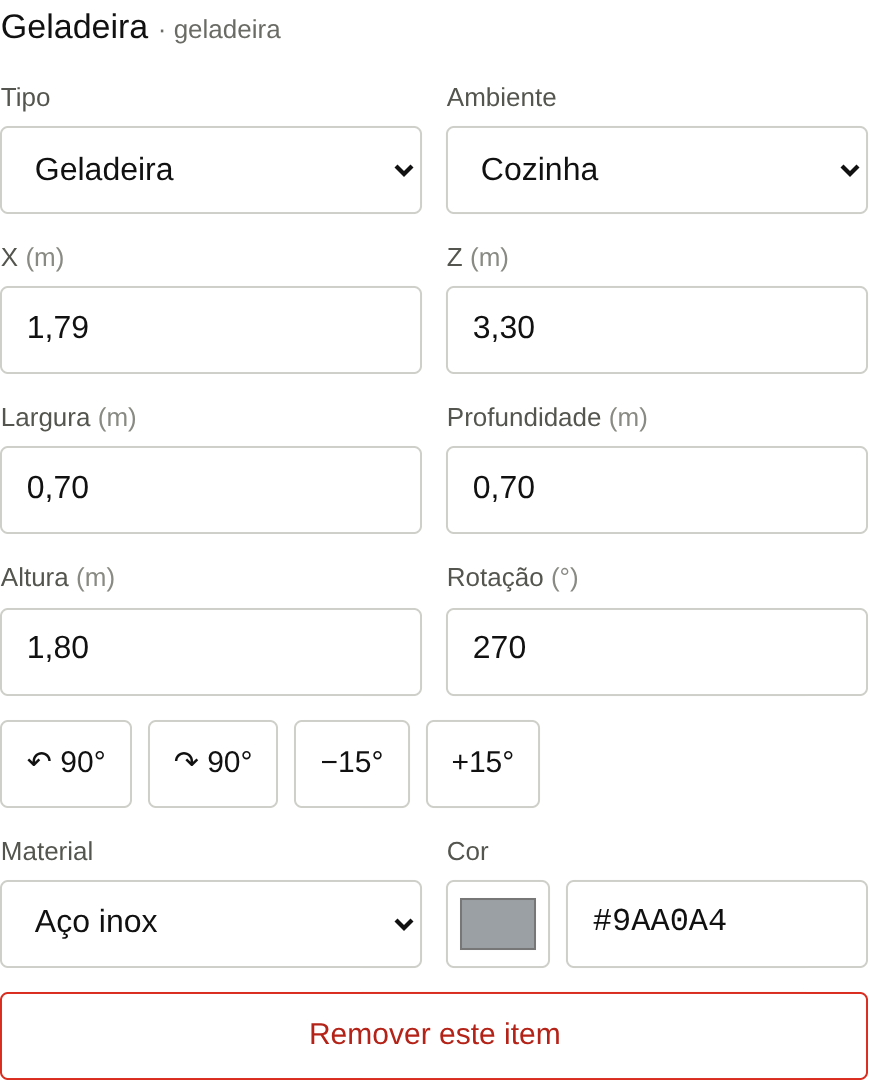 Geladeira · geladeira
Tipo Ambiente
Geladeira Cozinha
X (m) Z (m)
1,79 3,30
Largura (m) Profundidade (m)
0,70 0,70
Altura (m) Rotação (°)
1,80 270
↶ 90° ↷ 90° −15° +15°
Material Cor
Aço inox #9AA0A4
Remover este item